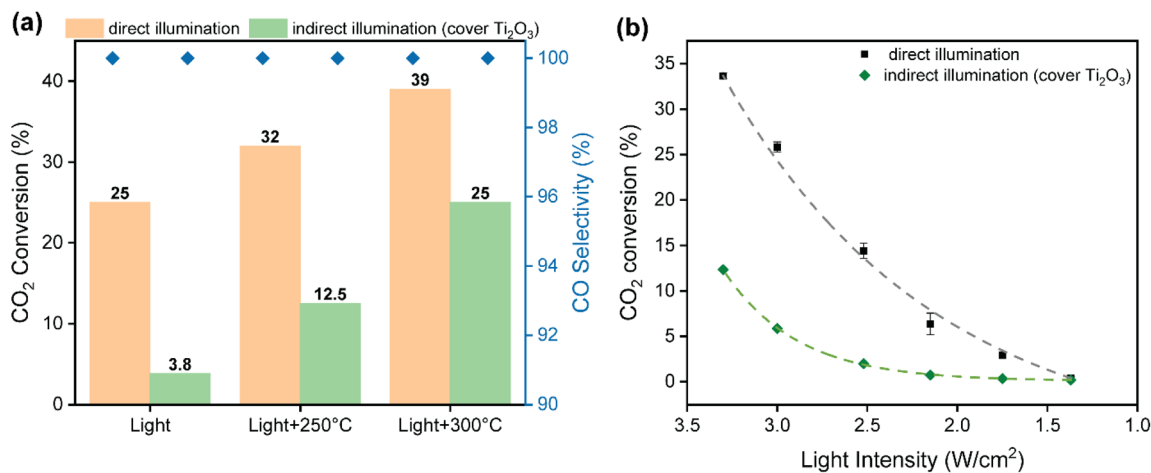 (a)
direct illumination
indirect illumination (cover Ti₂O₃)
CO₂ Conversion (%)
40
30
20
10
0
25
3.8
32
12.5
39
25
Light
Light+250°C
Light+300°C
100
98
96
94
92
90
CO Selectivity (%)
(b)
direct illumination
indirect illumination (cover Ti₂O₃)
CO₂ conversion (%)
35
30
25
20
15
10
5
0
3.5
3.0
2.5
2.0
1.5
1.0
Light Intensity (W/cm²)